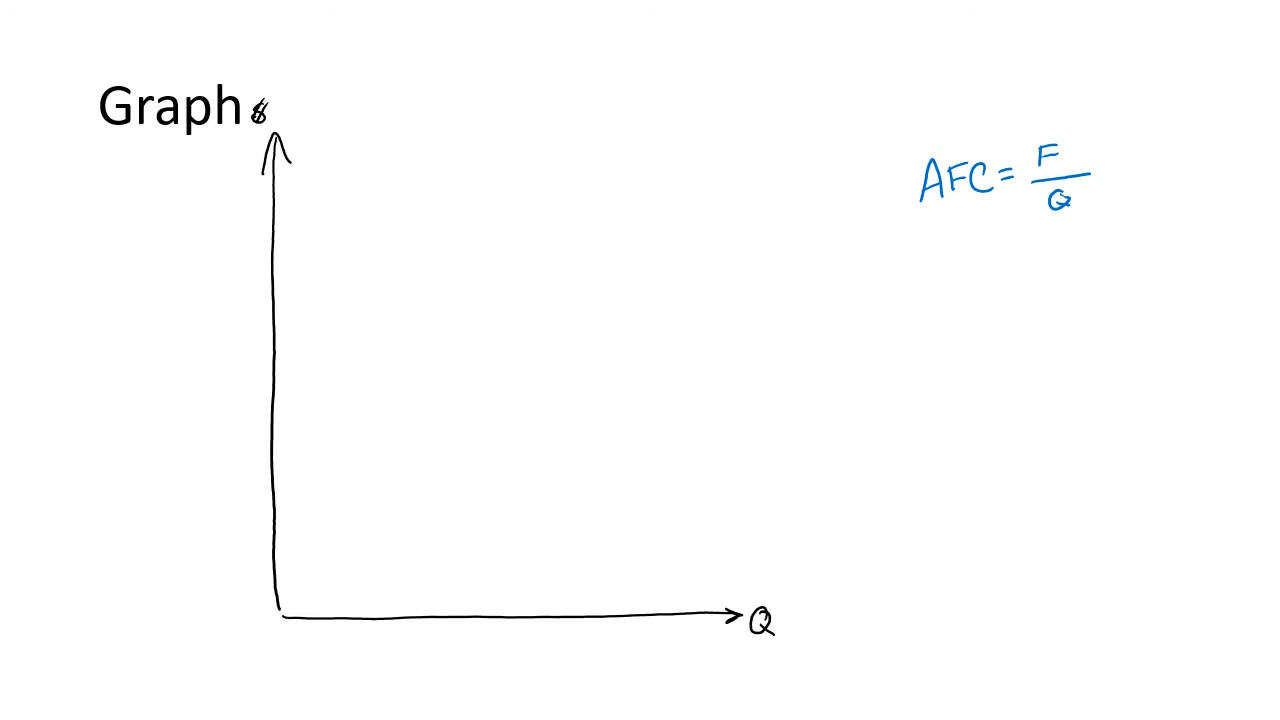 Graph
$
AFC = F/Q
Q